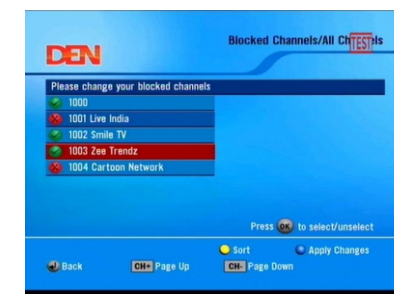 Blocked Channels/All Ch
TEST
els
DEN
Please change your blocked channels
1000
1001 Live India
1002 Smile TV
1003 Zee Trendz
1004 Cartoon Network
Press OK to select/unselect
Sort Apply Changes
Back CH+ Page Up CH- Page Down